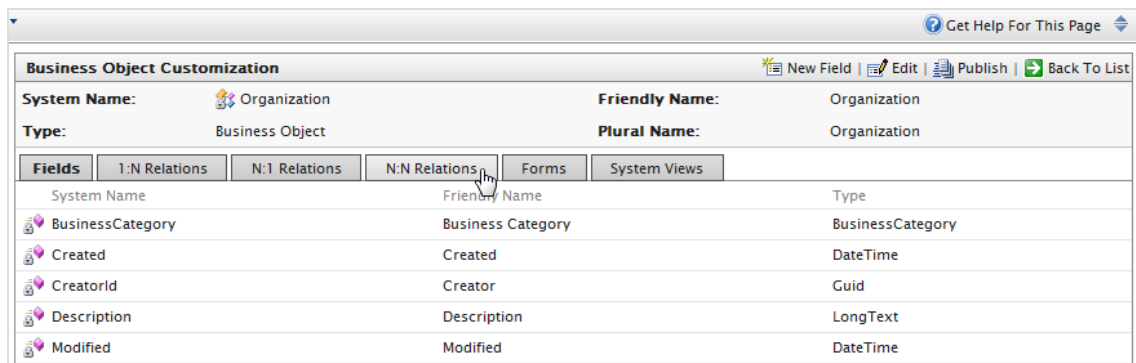 Get Help For This Page
Business Object Customization New Field | Edit | Publish | Back To List
System Name: Organization Friendly Name: Organization
Type: Business Object Plural Name: Organization
Fields 1:N Relations N:1 Relations N:N Relations Forms System Views
System Name Friendly Name Type
BusinessCategory Business Category BusinessCategory
Created Created DateTime
CreatorId Creator Guid
Description Description LongText
Modified Modified DateTime